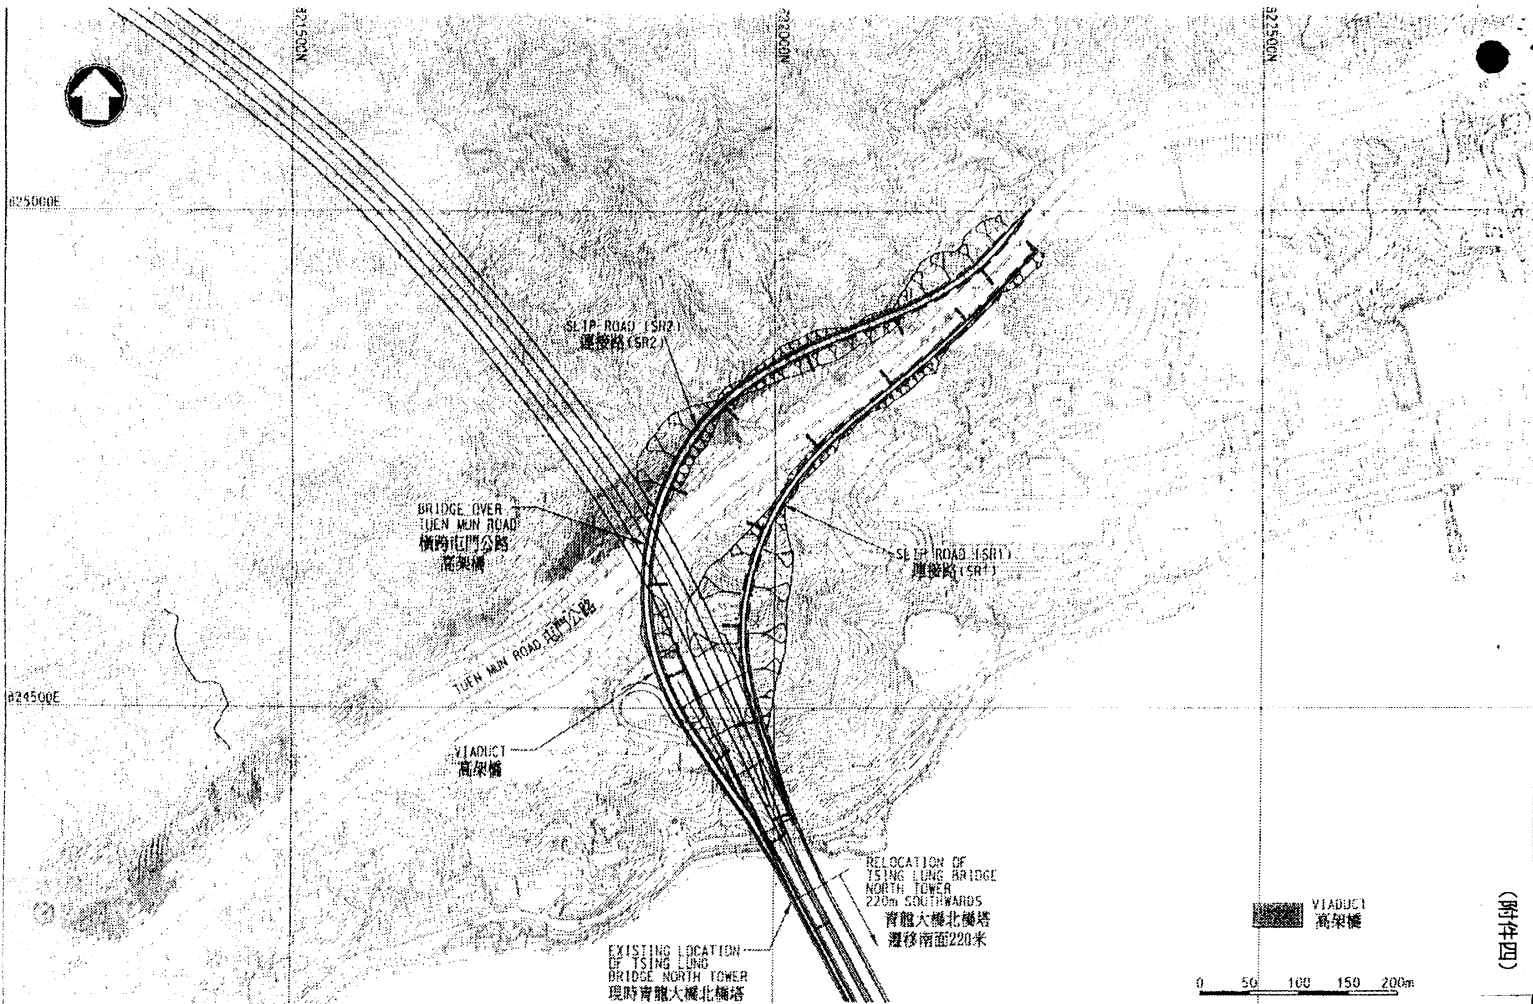 821500N
822000N
822500N
825000E
SLIP ROAD (SR2)
連接路(SR2)
BRIDGE OVER
TUEN MUN ROAD
橫跨屯門公路
高架橋
SLIP ROAD (SR1)
連接路(SR1)
TUEN MUN ROAD 屯門公路
824500E
VIADUCT
高架橋
RELOCATION OF
TSING LUNG BRIDGE
NORTH TOWER
220m SOUTHWARDS
青龍大橋北橋塔
遷移南面220米
EXISTING LOCATION
OF TSING LUNG
BRIDGE NORTH TOWER
現時青龍大橋北橋塔
VIADUCT
高架橋
(附件四)
0 50 100 150 200m